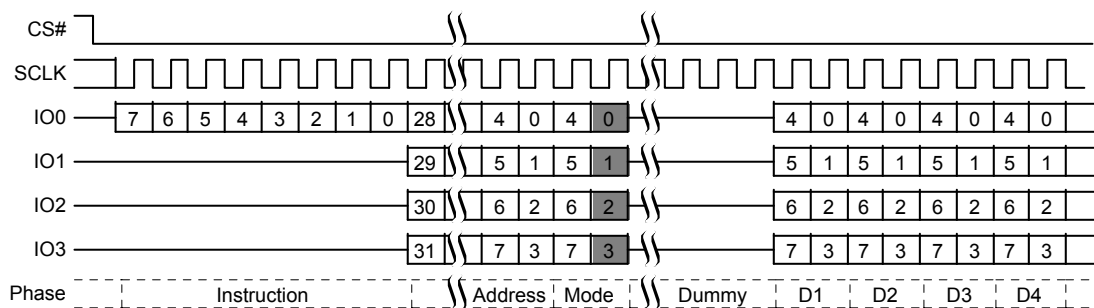 CS#
SCLK
IO0 7 6 5 4 3 2 1 0 28 4 0 4 0 4 0 4 0 4 0 4 0
IO1 29 5 1 5 1 5 1 5 1 5 1 5 1
IO2 30 6 2 6 2 6 2 6 2 6 2 6 2
IO3 31 7 3 7 3 7 3 7 3 7 3 7 3
Phase Instruction Address Mode Dummy D1 D2 D3 D4